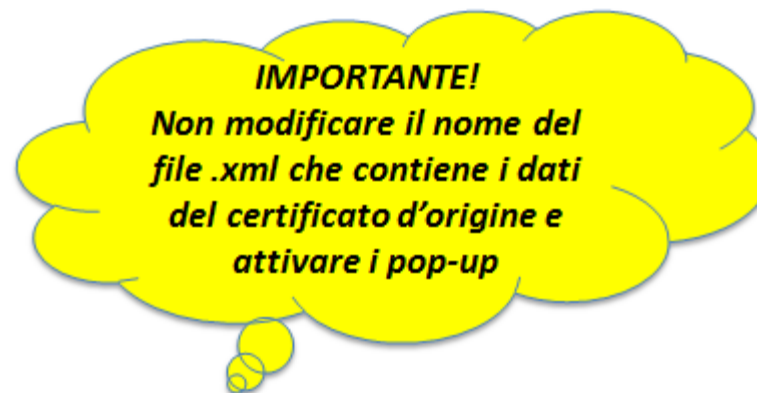 IMPORTANTE!
Non modificare il nome del
file .xml che contiene i dati
del certificato d'origine e
attivare i pop-up